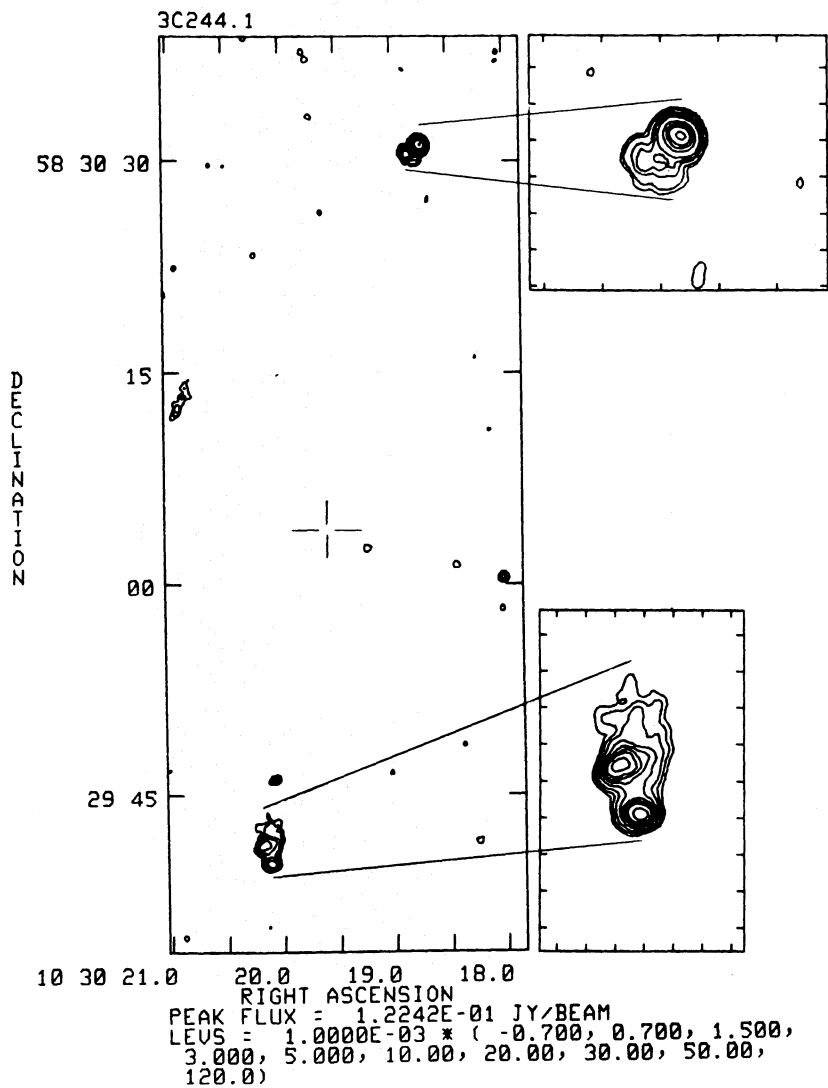 3C244.1
58 30 30
15
DECLINATION
00
29 45
10 30 21.0 20.0 19.0 18.0
RIGHT ASCENSION
PEAK FLUX = 1.2242E-01 JY/BEAM
LEVS = 1.0000E-03 * ( -0.700, 0.700, 1.500,
3.000, 5.000, 10.00, 20.00, 30.00, 50.00,
120.0)